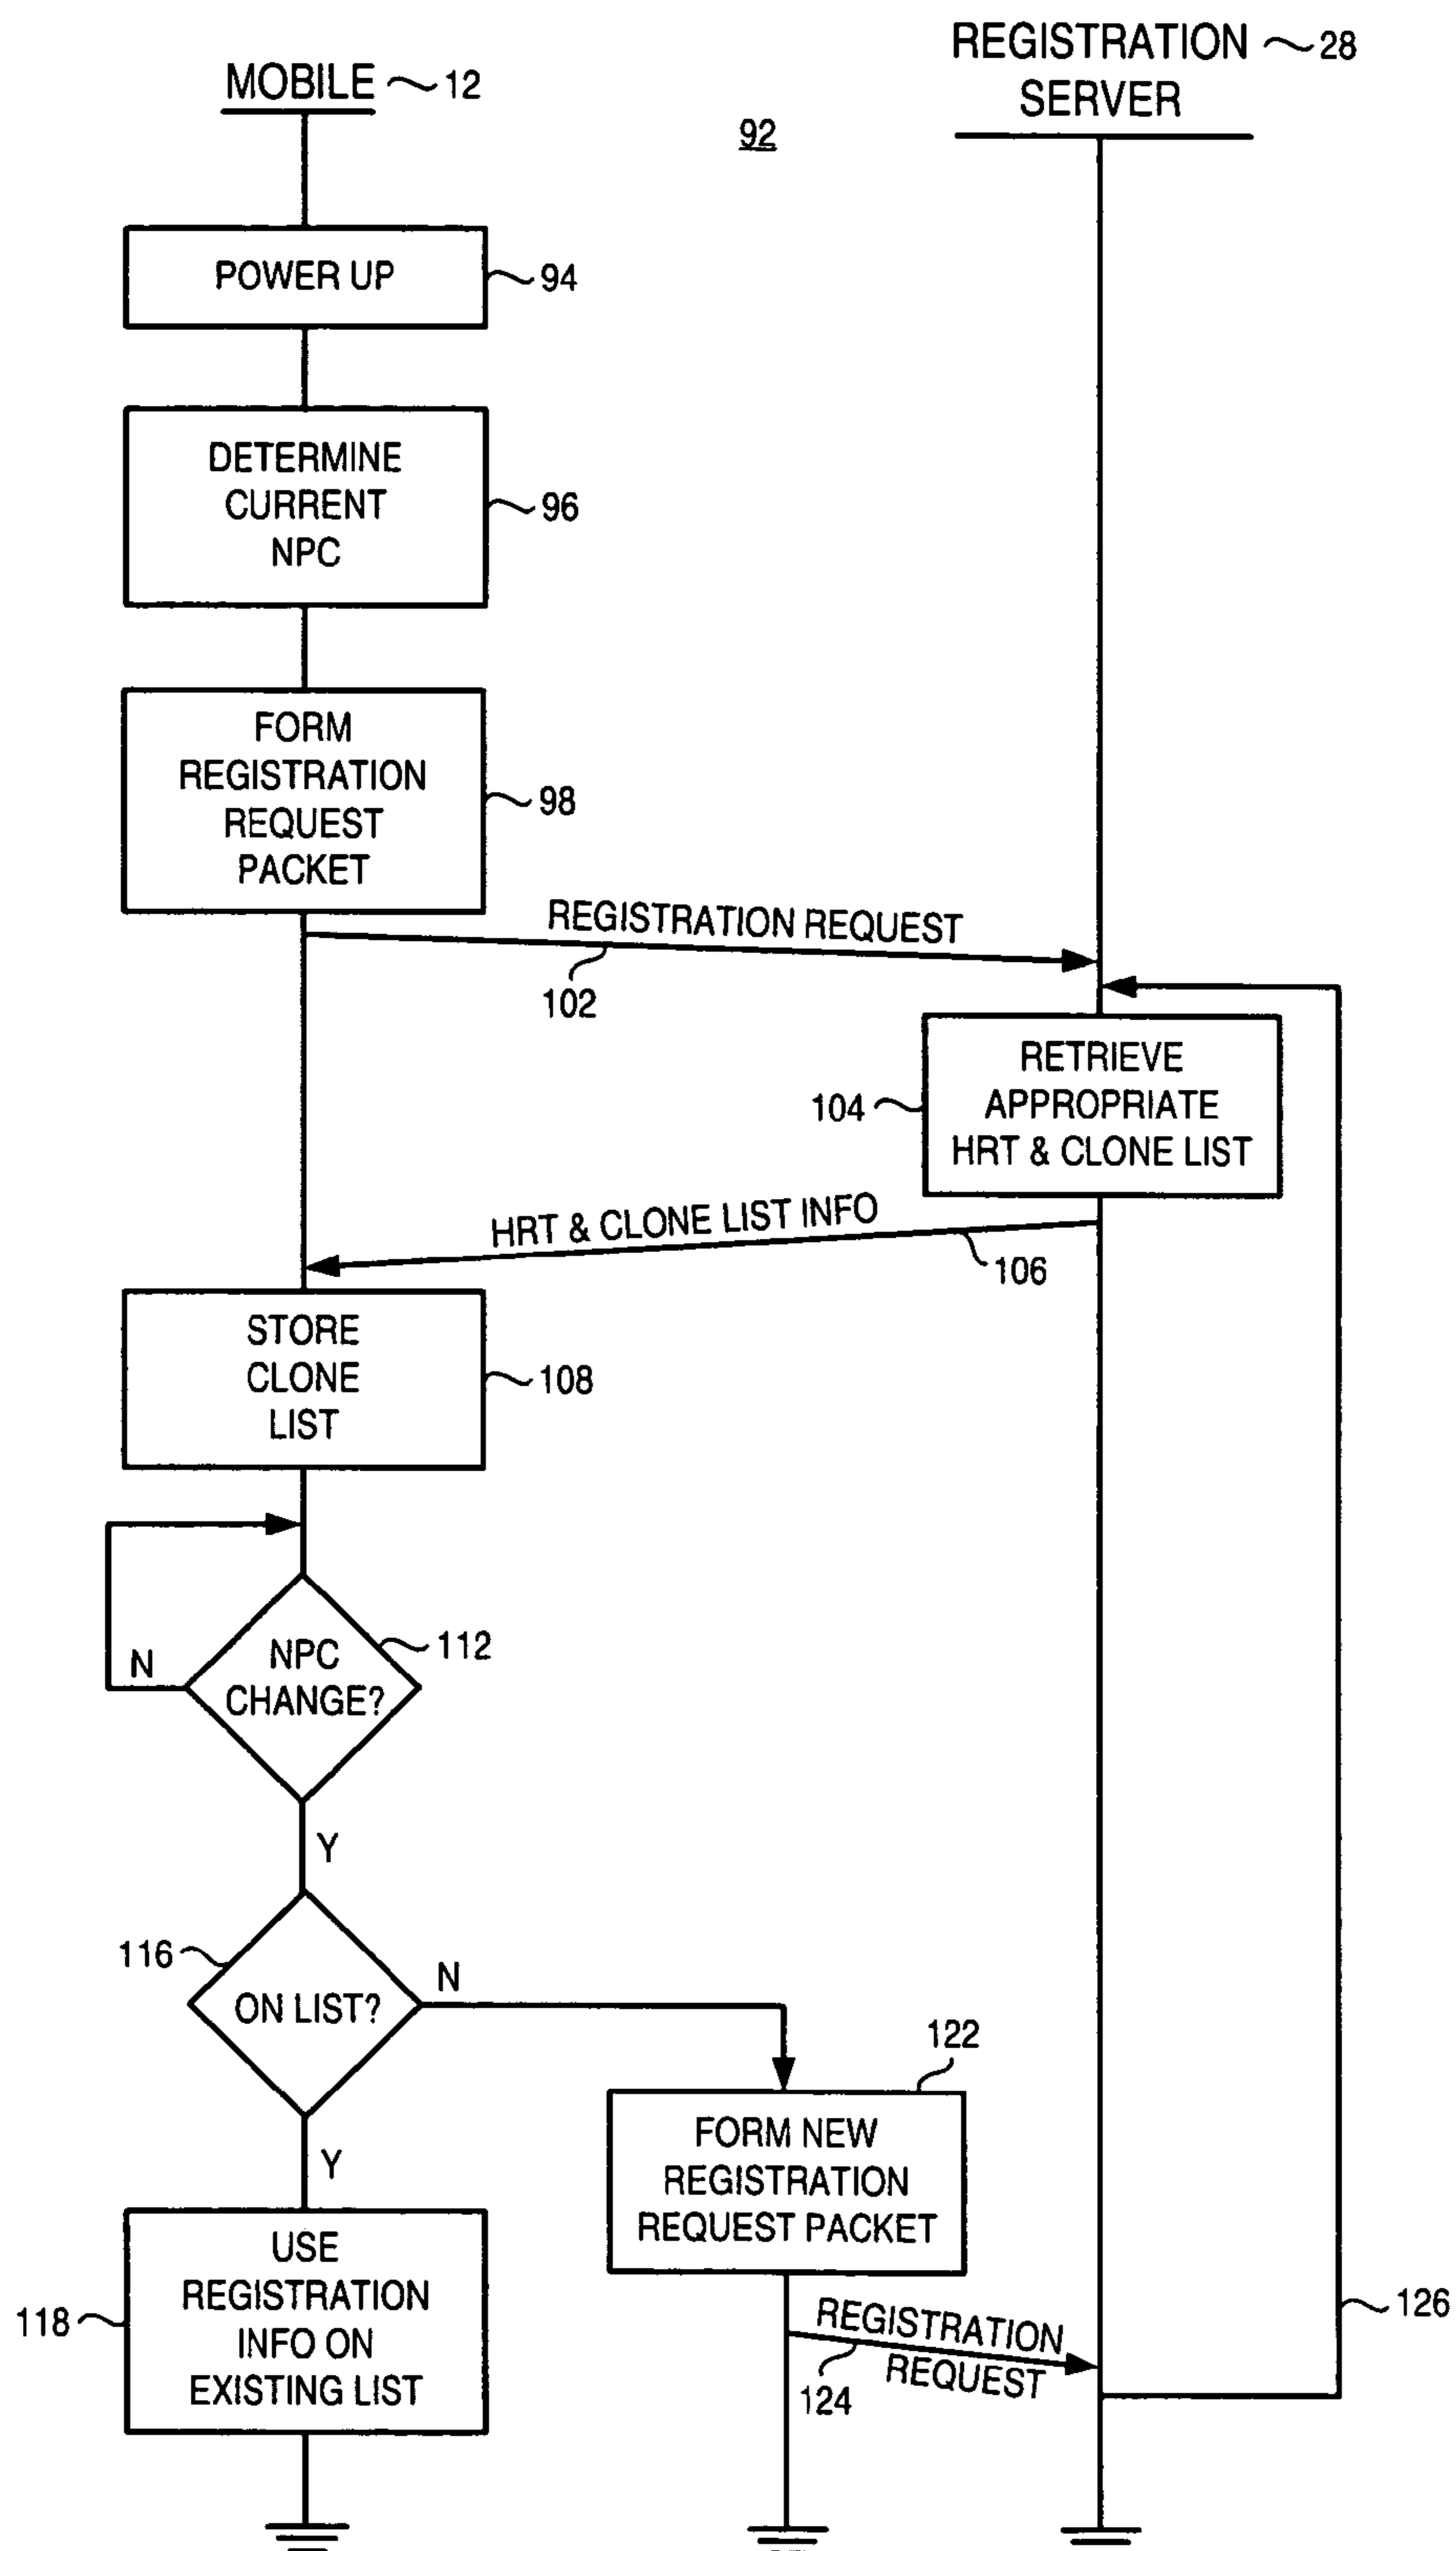 REGISTRATION 28
SERVER
MOBILE 12
92
POWER UP
94
DETERMINE
CURRENT
NPC
96
FORM
REGISTRATION
REQUEST
PACKET
98
REGISTRATION REQUEST
102
RETRIEVE
APPROPRIATE
HRT & CLONE LIST
104
HRT & CLONE LIST INFO
106
STORE
CLONE
LIST
108
NPC
CHANGE?
112
N
Y
116
ON LIST?
N
122
FORM NEW
REGISTRATION
REQUEST PACKET
Y
USE
REGISTRATION
INFO ON
EXISTING LIST
118
REGISTRATION
REQUEST
124
126